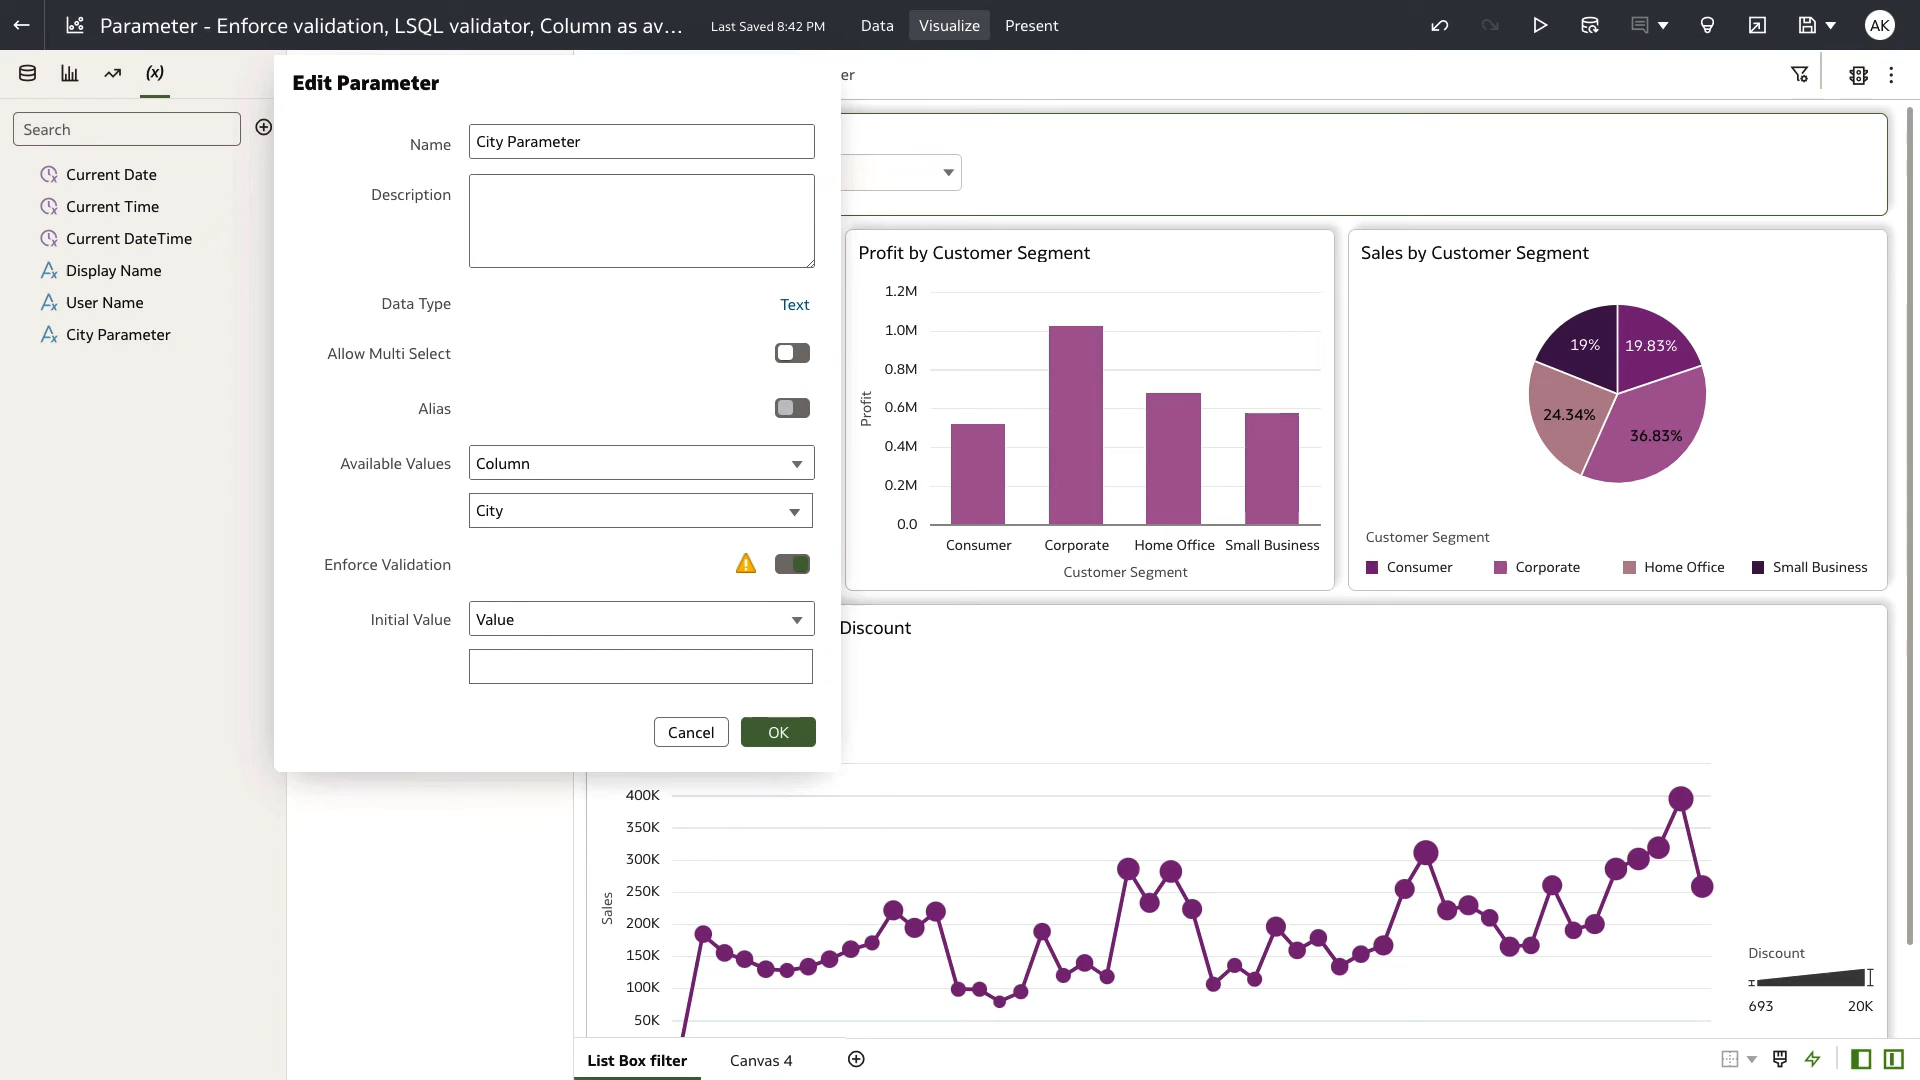 Parameter - Enforce validation, LSQL validator, Column as av...
Last Saved 8:42 PM
Data
Visualize
Present
AK
(x)
Search
Current Date
Current Time
Current DateTime
Display Name
User Name
City Parameter
Edit Parameter
Name
City Parameter
Description
Data Type
Text
Allow Multi Select
Alias
Available Values
Column
City
Enforce Validation
Initial Value
Value
Cancel
OK
er
Profit by Customer Segment
1.2M
1.0M
0.8M
0.6M
0.4M
0.2M
0.0
Profit
Consumer
Corporate
Home Office
Small Business
Customer Segment
Sales by Customer Segment
19%
19.83%
24.34%
36.83%
Customer Segment
Consumer
Corporate
Home Office
Small Business
Discount
400K
350K
300K
250K
200K
150K
100K
50K
Sales
Discount
693
20K
List Box filter
Canvas 4